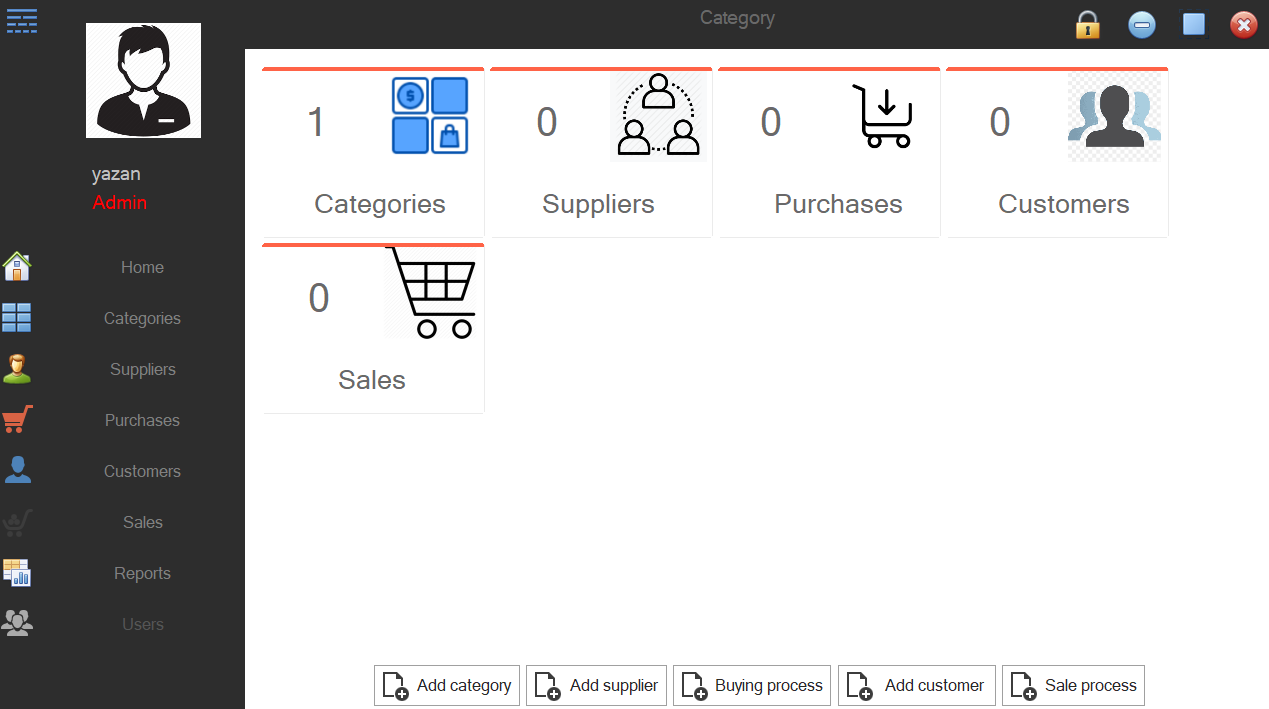 Category
yazan
Admin
Home
Categories
Suppliers
Purchases
Customers
Sales
Reports
Users
1
Categories
0
Suppliers
0
Purchases
0
Customers
0
Sales
Add category
Add supplier
Buying process
Add customer
Sale process